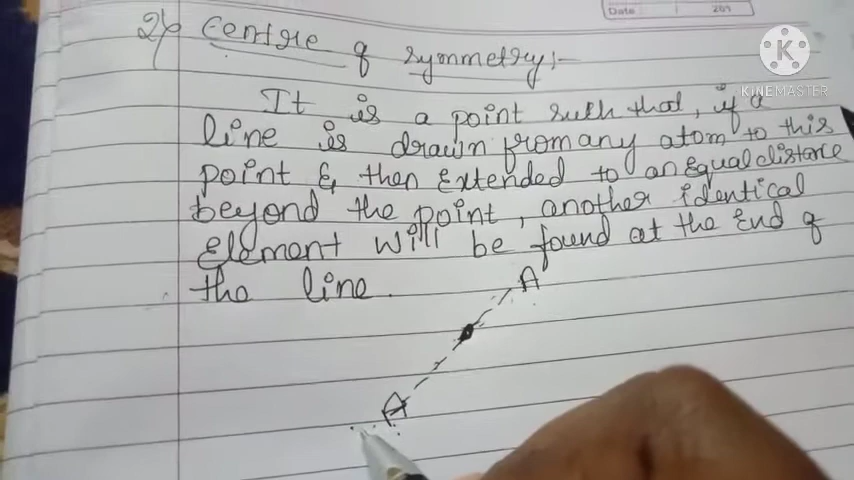 Date 201
KINEMASTER
2) Centre of symmetry:-
It is a point such that, if a
line is drawn from any atom to this
point & then Extended to an Equal distance
beyond the point, another identical
Element will be found at the End of
the line.
A
A